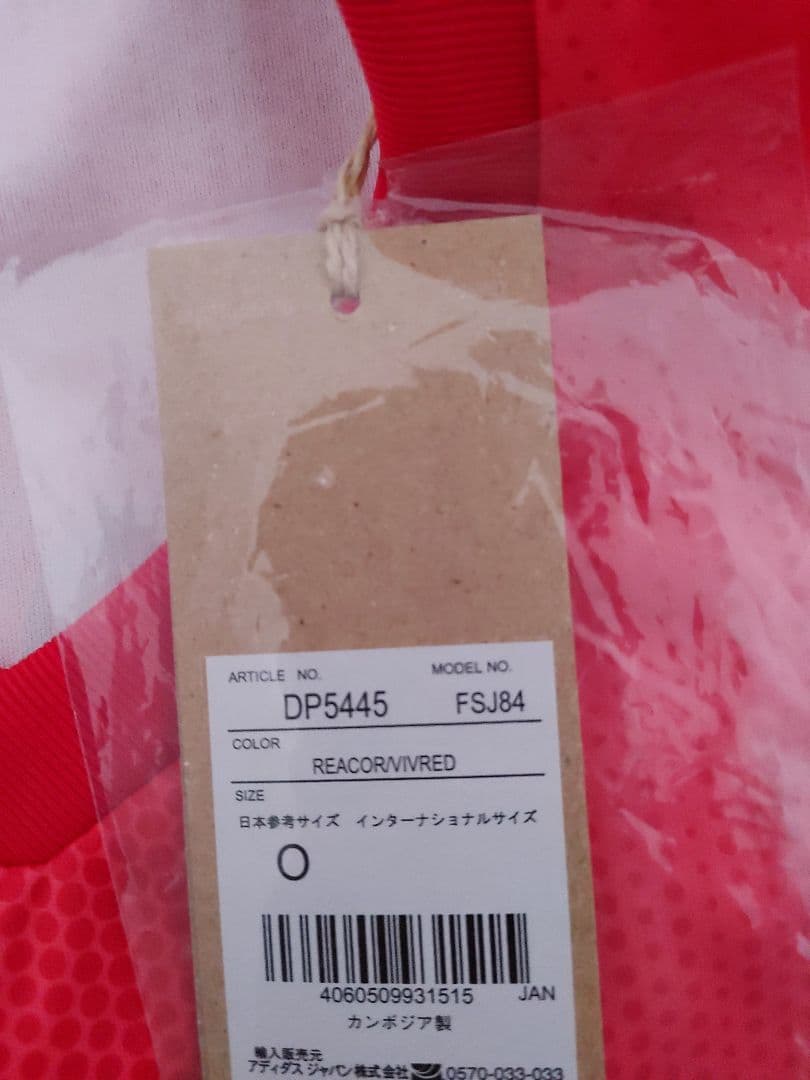 ARTICLE NO. MODEL NO.
DP5445 FSJ84
COLOR
REACOR/VIVRED
SIZE
日本参考サイズ インターナショナルサイズ
O
4060509931515 JAN
カンボジア製
輸入販売元
アディダス ジャパン株式会社 0570-033-033